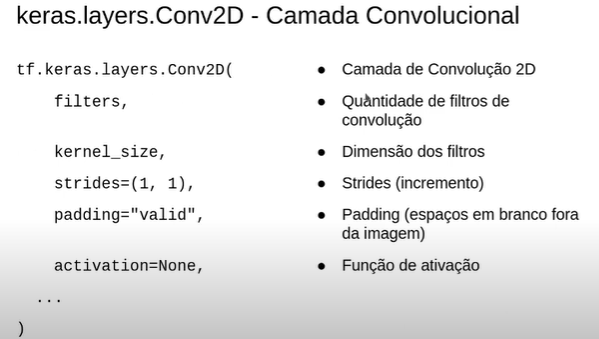 keras.layers.Conv2D - Camada Convolucional
tf.keras.layers.Conv2D(
● Camada de Convolução 2D
filters,
● Quantidade de filtros de
convolução
kernel_size,
● Dimensão dos filtros
strides=(1, 1),
● Strides (incremento)
padding="valid",
● Padding (espaços em branco fora
da imagem)
activation=None,
● Função de ativação
...
)